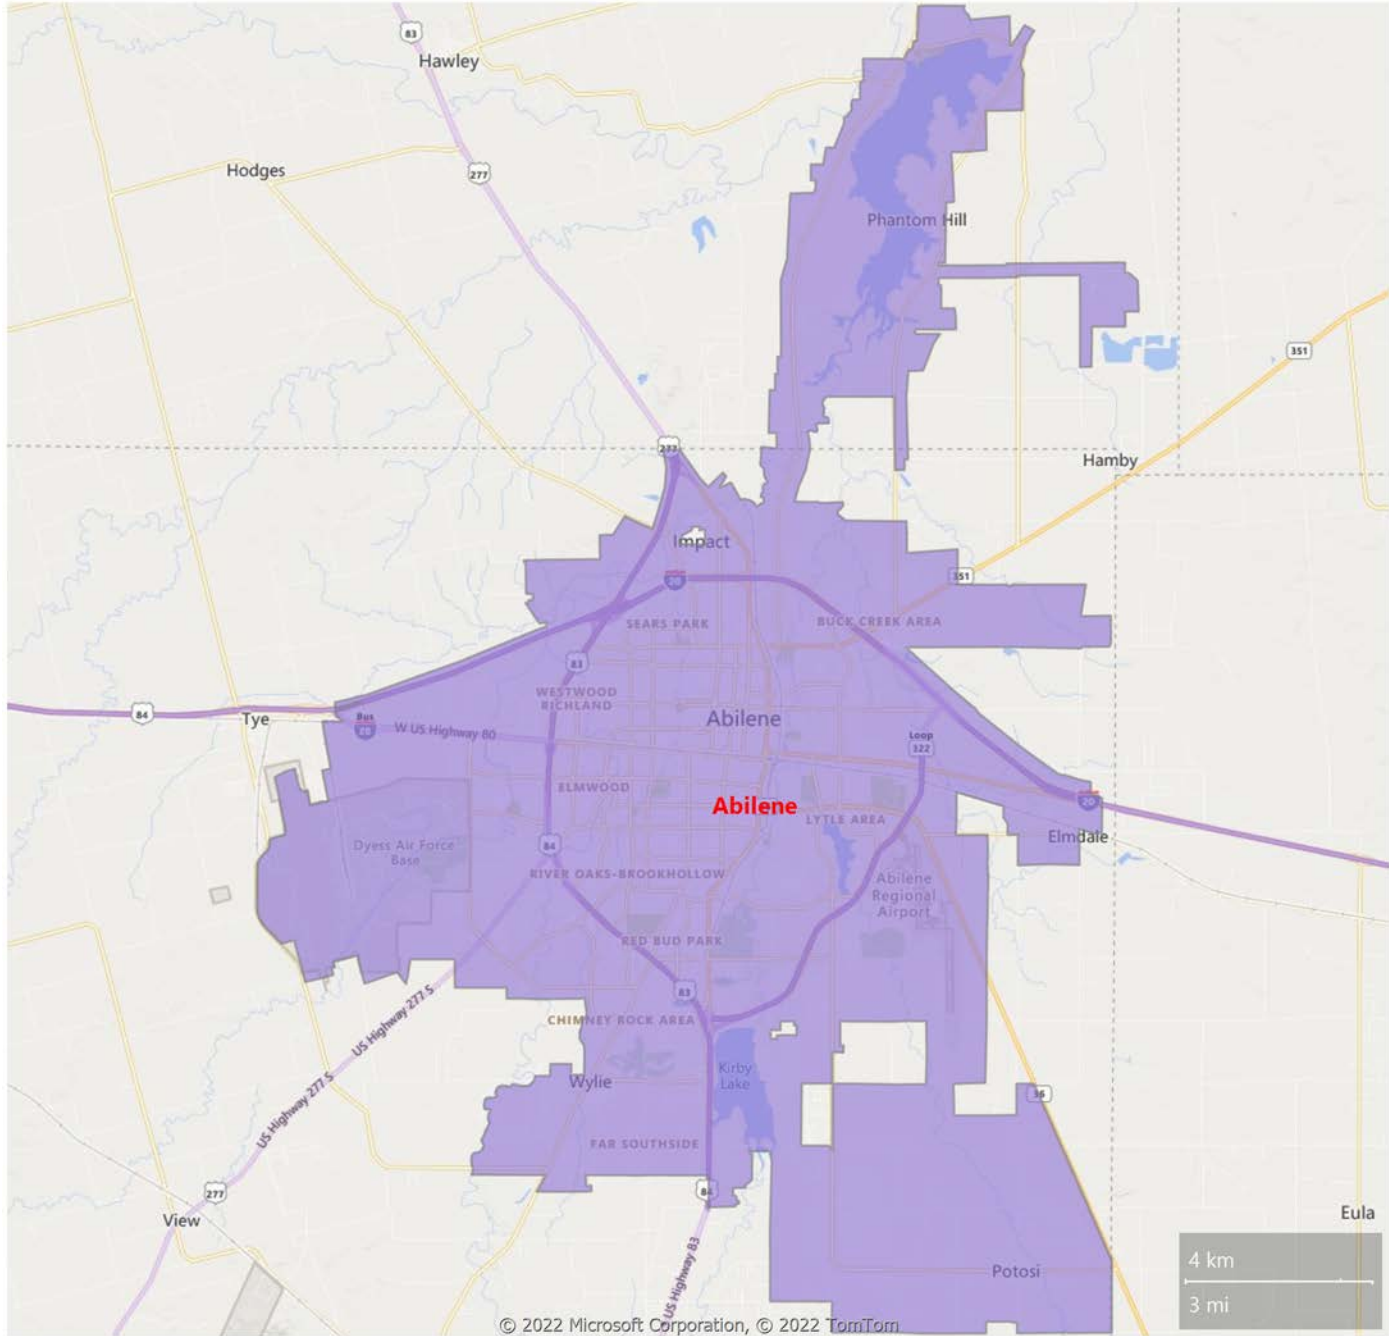 83
Hawley
Hodges
277
Phantom Hill
351
277
Hamby
Impact
351
20
SEARS PARK
BUCK CREEK AREA
83
WESTWOOD
RICHLAND
84
Tye
Bus
20
W US Highway 80
Abilene
Loop
322
ELMWOOD
Abilene
LYTLE AREA
20
Elmdale
Dyess Air Force
Base
84
RIVER OAKS-BROOKHOLLOW
Abilene
Regional
Airport
RED BUD PARK
US Highway 277 S
83
CHIMNEY ROCK AREA
Kirby
Lake
Wylie
36
US Highway 277 S
FAR SOUTHSIDE
277
84
View
Eula
US Highway 83
Potosi
4 km
3 mi
© 2022 Microsoft Corporation, © 2022 TomTom